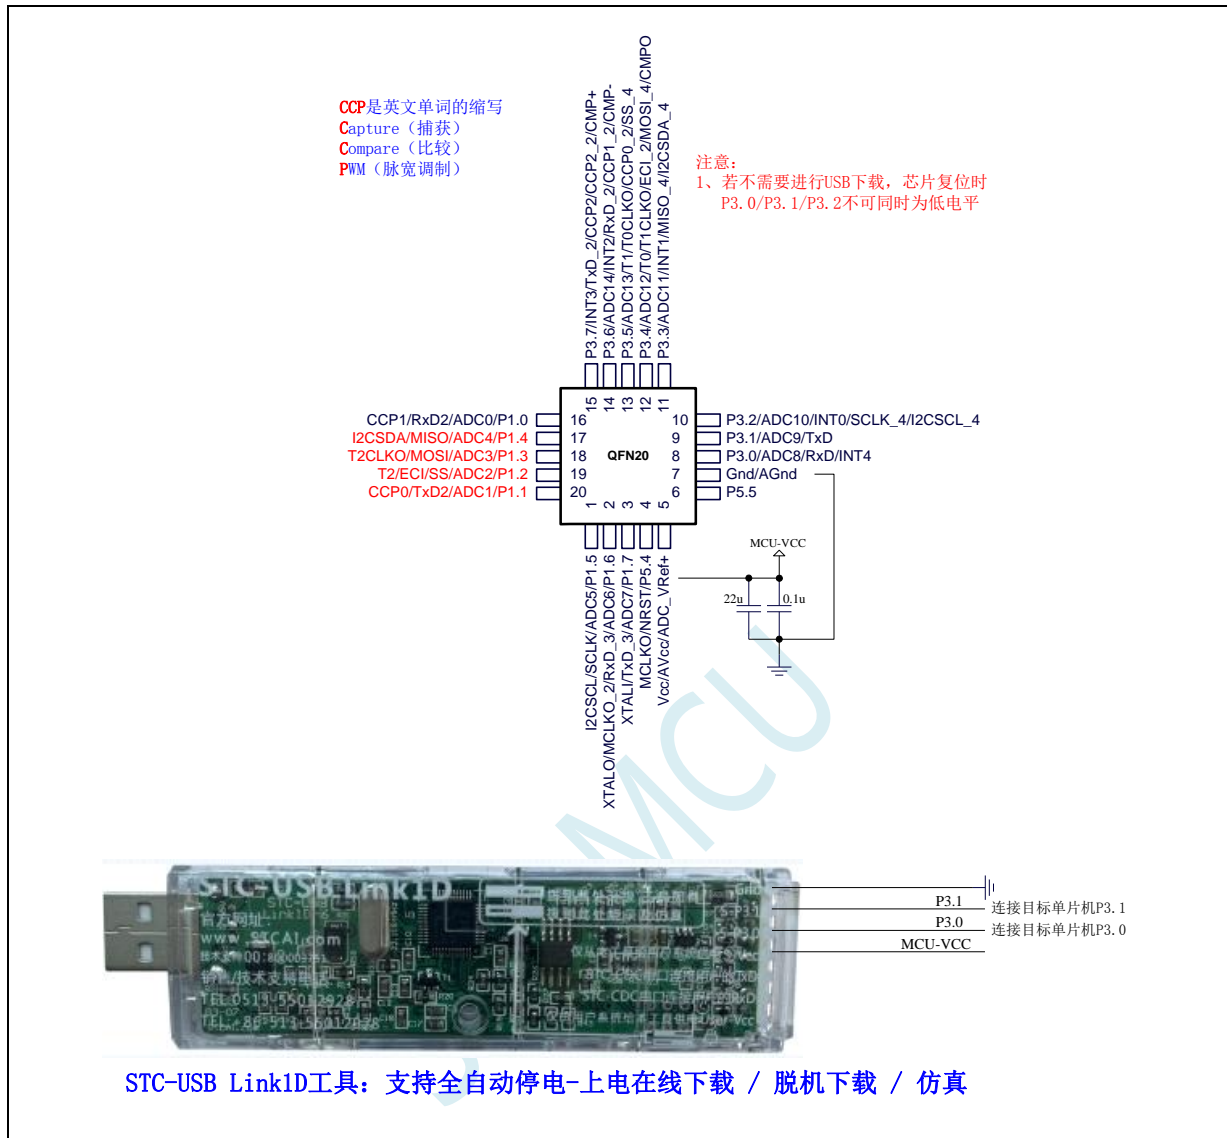 CCP是英文单词的缩写
Capture（捕获）
Compare（比较）
PWM（脉宽调制）
注意：
1、若不需要进行USB下载，芯片复位时
P3.0/P3.1/P3.2不可同时为低电平
P3.7/INT3/TxD_2/CCP2/CCP2_2/CMP+
P3.6/ADC14/INT2/RxD_2/CCP1_2/CMP-
P3.5/ADC13/T1/T0CLKO/CCP0_2/SS_4
P3.4/ADC12/T0/T1CLKO/ECI_2/MOSI_4/CMPO
P3.3/ADC11/INT1/MISO_4/I2CSDA_4
15 14 13 12 11
CCP1/RxD2/ADC0/P1.0 16
I2CSDA/MISO/ADC4/P1.4 17
T2CLKO/MOSI/ADC3/P1.3 18
T2/ECI/SS/ADC2/P1.2 19
CCP0/TxD2/ADC1/P1.1 20
QFN20
10 P3.2/ADC10/INT0/SCLK_4/I2CSCL_4
9 P3.1/ADC9/TxD
8 P3.0/ADC8/RxD/INT4
7 Gnd/AGnd
6 P5.5
1 2 3 4 5
I2CSCL/SCLK/ADC5/P1.5
XTALO/MCLKO_2/RxD_3/ADC6/P1.6
XTALI/TxD_3/ADC7/P1.7
MCLKO/NRST/P5.4
Vcc/AVcc/ADC_VRef+
MCU-VCC
22u
0.1u
MCU
STC-USB Link1D
官方网址：
www.STCAI.com
TEL:0513-55012928
P3.1 连接目标单片机P3.1
P3.0 连接目标单片机P3.0
MCU-VCC
STC-USB Link1D工具：支持全自动停电-上电在线下载 / 脱机下载 / 仿真